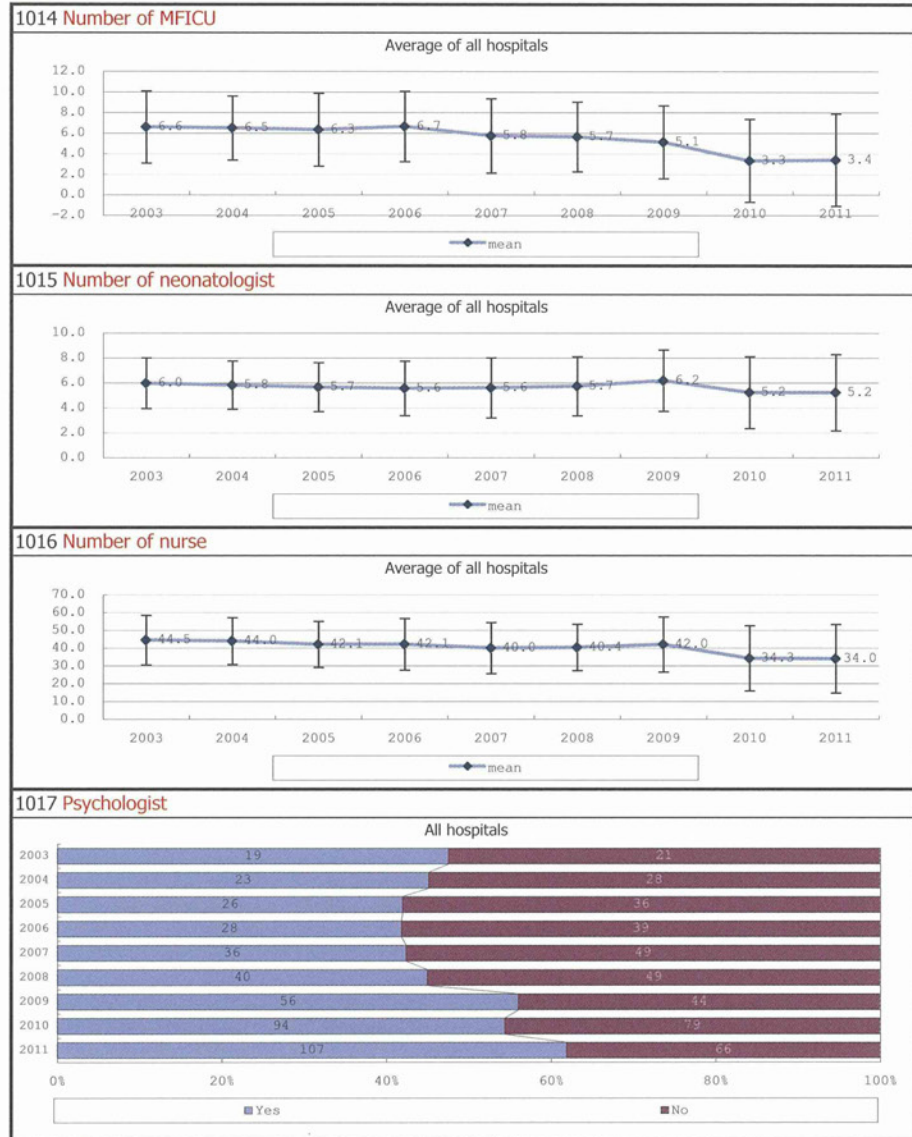 1014 Number of MFICU
Average of all hospitals
12.0
10.0
8.0
6.0
4.0
2.0
0.0
-2.0
6.6
6.5
6.3
6.7
5.8
5.7
5.1
3.3
3.4
2003 2004 2005 2006 2007 2008 2009 2010 2011
mean
1015 Number of neonatologist
Average of all hospitals
10.0
8.0
6.0
4.0
2.0
0.0
6.0
5.8
5.7
5.6
5.6
5.7
6.2
5.2
5.2
2003 2004 2005 2006 2007 2008 2009 2010 2011
mean
1016 Number of nurse
Average of all hospitals
70.0
60.0
50.0
40.0
30.0
20.0
10.0
0.0
44.5
44.0
42.1
42.1
40.0
40.4
42.0
34.3
34.0
2003 2004 2005 2006 2007 2008 2009 2010 2011
mean
1017 Psychologist
All hospitals
2003 19 21
2004 23 28
2005 26 36
2006 28 39
2007 36 49
2008 40 49
2009 56 44
2010 94 79
2011 107 66
0% 20% 40% 60% 80% 100%
Yes No